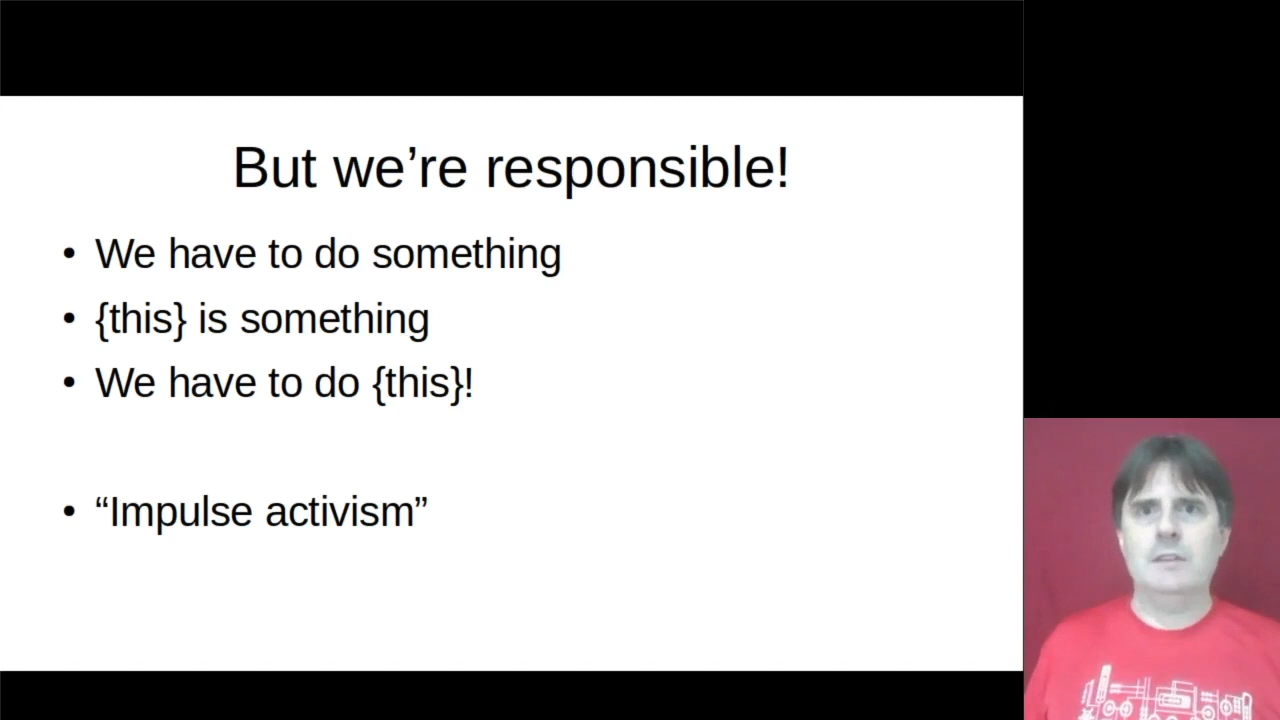 But we’re responsible!
• We have to do something
• {this} is something
• We have to do {this}!
• “Impulse activism”